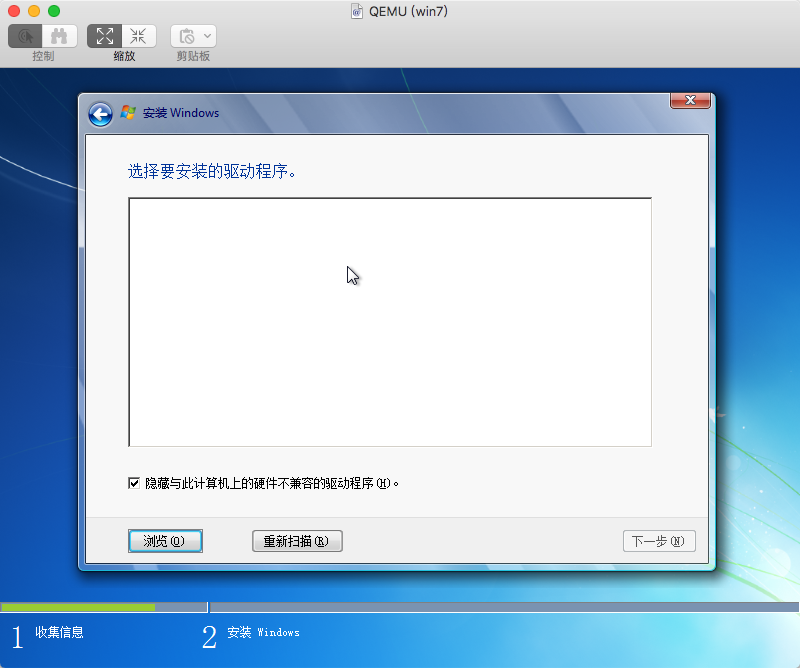 QEMU (win7)
控制
缩放
剪贴板
安装 Windows
选择要安装的驱动程序。
隐藏与此计算机上的硬件不兼容的驱动程序(H)。
浏览(O)
重新扫描(R)
下一步(N)
1 收集信息
2 安装 Windows